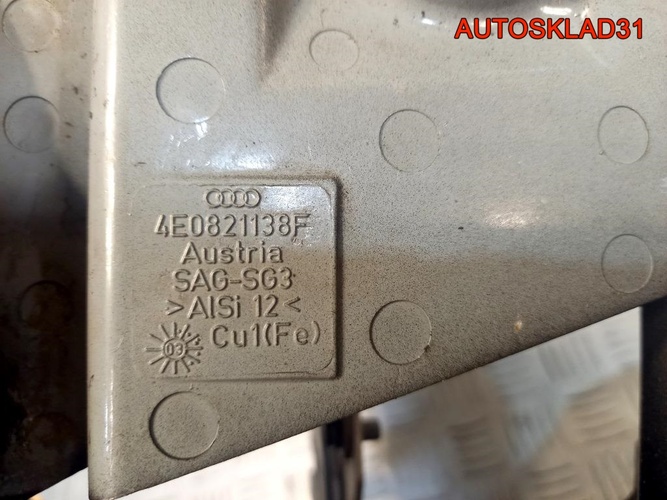 AUTOSKLAD31
4E0821138F
Austria
SAG-SG3
>AlSi 12<
Cu1(Fe)
03